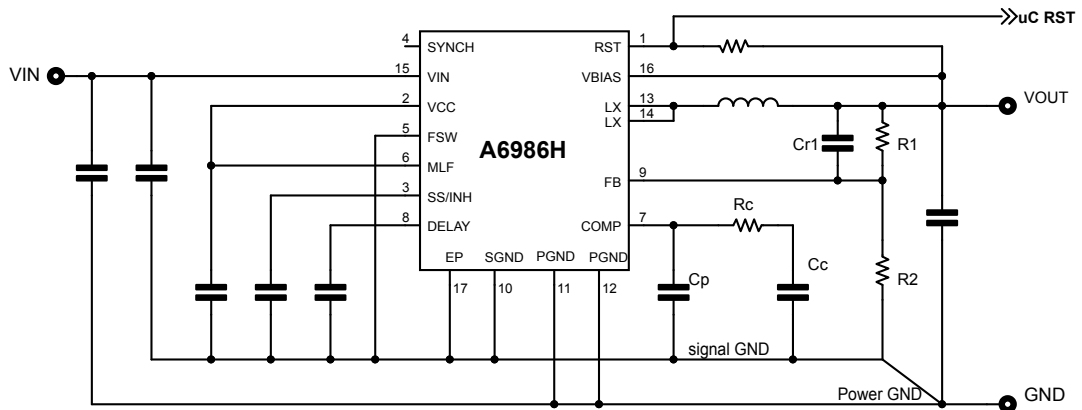 uC RST
4
SYNCH
RST
1
VIN
15
VIN
VBIAS
16
2
VCC
LX
13
VOUT
LX
14
5
FSW
A6986H
Cr1
R1
6
MLF
FB
9
3
SS/INH
Rc
8
DELAY
COMP
7
EP
SGND
PGND
PGND
Cp
Cc
R2
17
10
11
12
signal GND
Power GND
GND